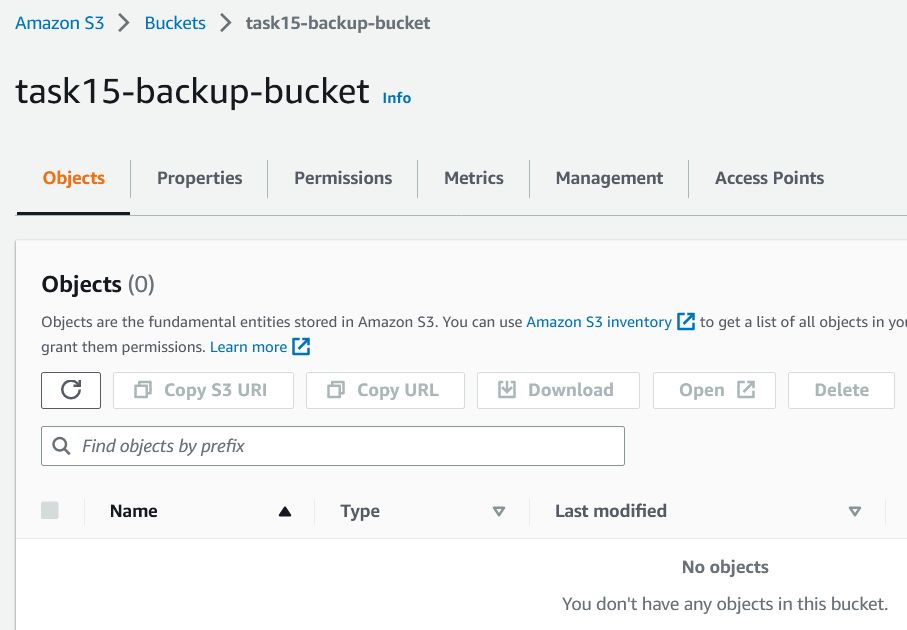 Amazon S3 > Buckets > task15-backup-bucket
task15-backup-bucket Info
Objects Properties Permissions Metrics Management Access Points
Objects (0)
Objects are the fundamental entities stored in Amazon S3. You can use Amazon S3 inventory to get a list of all objects in
grant them permissions. Learn more
Copy S3 URI Copy URL Download Open Delete
Find objects by prefix
Name Type Last modified
No objects
You don't have any objects in this bucket.